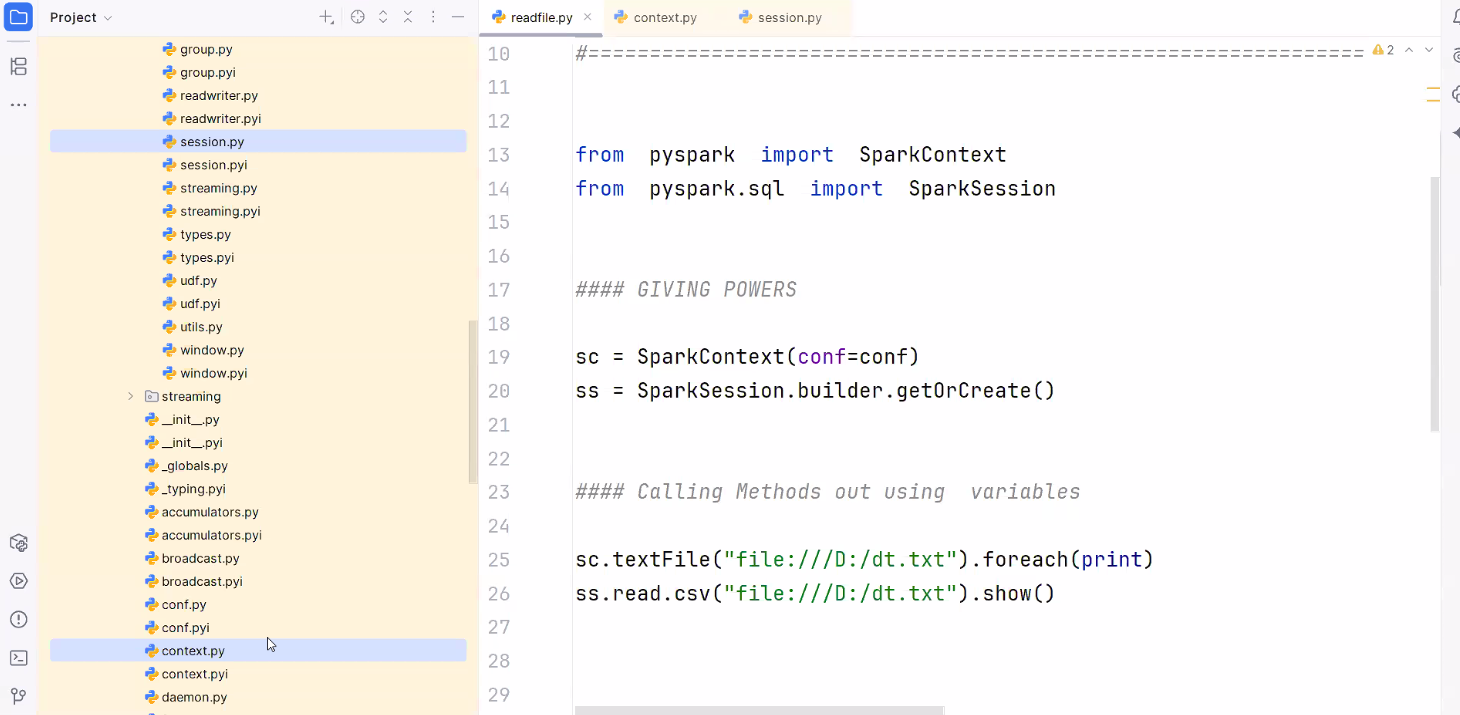 Project
group.py
group.pyi
readwriter.py
readwriter.pyi
session.py
session.pyi
streaming.py
streaming.pyi
types.py
types.pyi
udf.py
udf.pyi
utils.py
window.py
window.pyi
streaming
__init__.py
__init__.pyi
_globals.py
_typing.pyi
accumulators.py
accumulators.pyi
broadcast.py
broadcast.pyi
conf.py
conf.pyi
context.py
context.pyi
daemon.py
readfile.py context.py session.py
2
10 #===============================================================
11
12
13 from  pyspark  import  SparkContext
14 from  pyspark.sql  import  SparkSession
15
16
17 #### GIVING POWERS
18
19 sc = SparkContext(conf=conf)
20 ss = SparkSession.builder.getOrCreate()
21
22
23 #### Calling Methods out using  variables
24
25 sc.textFile("file:///D:/dt.txt").foreach(print)
26 ss.read.csv("file:///D:/dt.txt").show()
27
28
29